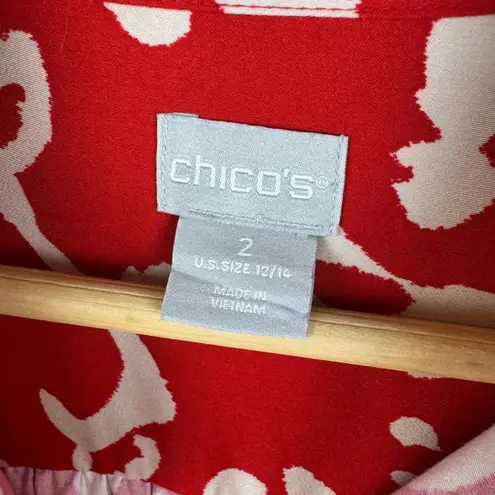 chico's®
2
U.S. SIZE 12/14
MADE IN
VIETNAM